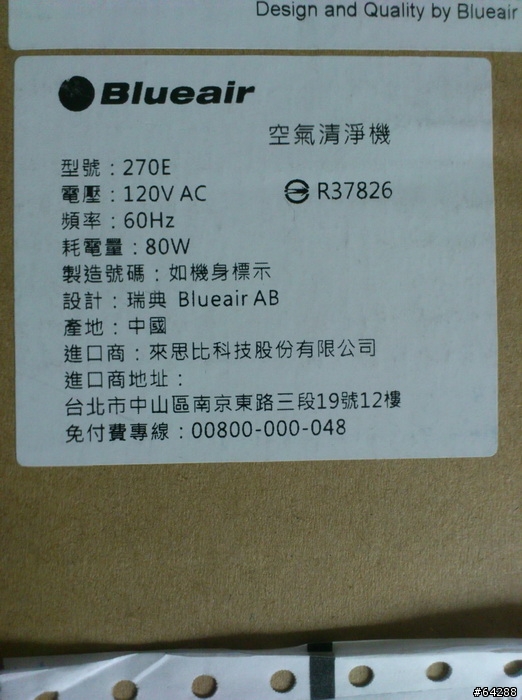 Design and Quality by Blueair
Blueair
空氣清淨機
型號：270E
電壓：120V AC R37826
頻率：60Hz
耗電量：80W
製造號碼：如機身標示
設計：瑞典 Blueair AB
產地：中國
進口商：來思比科技股份有限公司
進口商地址：
台北市中山區南京東路三段19號12樓
免付費專線：00800-000-048
#64288